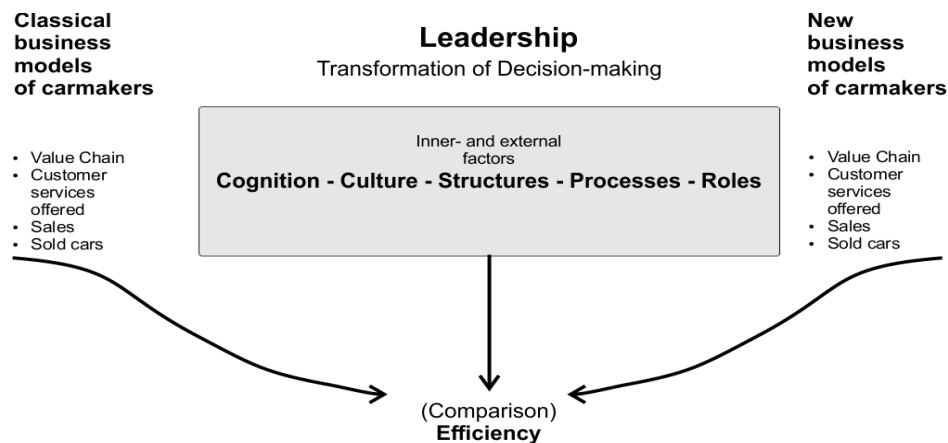 Classical
business
models
of carmakers
• Value Chain
• Customer
services
offered
• Sales
• Sold cars
Leadership
Transformation of Decision-making
Inner- and external
factors
Cognition - Culture - Structures - Processes - Roles
New
business
models
of carmakers
• Value Chain
• Customer
services
offered
• Sales
• Sold cars
(Comparison)
Efficiency